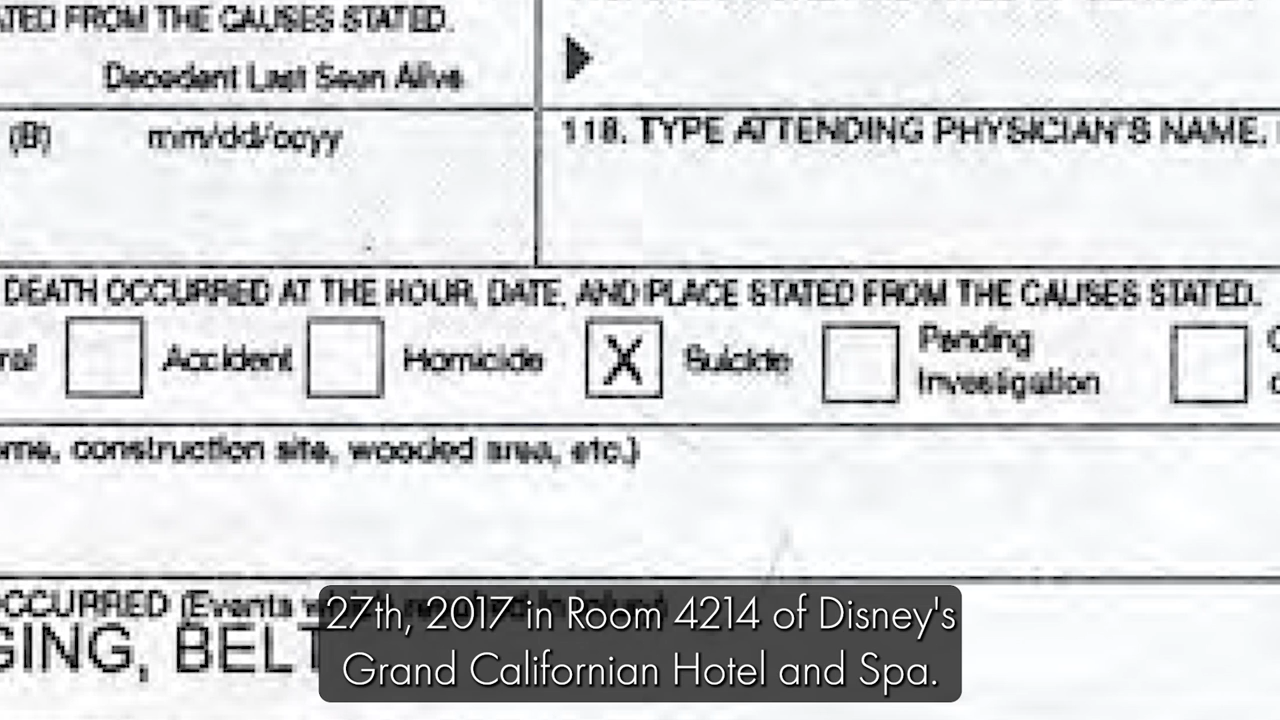 ATED FROM THE CAUSES STATED.
Decedent Last Seen Alive
(B) mm/dd/ccyy
118. TYPE ATTENDING PHYSICIAN'S NAME,
DEATH OCCURRED AT THE HOUR, DATE, AND PLACE STATED FROM THE CAUSES STATED.
ral Accident Homicide X Suicide Pending Investigation
ome, construction site, wooded area, etc.)
OCCURRED (Events
GING, BELT
27th, 2017 in Room 4214 of Disney's
Grand Californian Hotel and Spa.